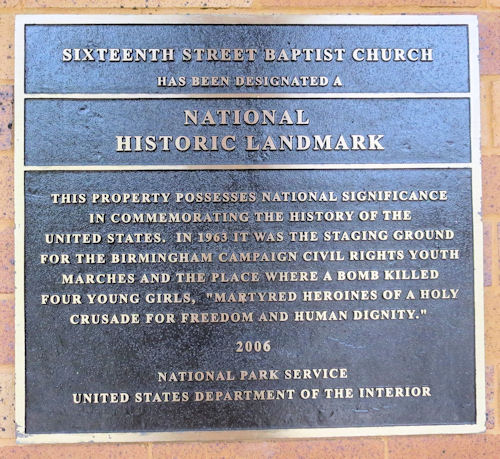 SIXTEENTH STREET BAPTIST CHURCH
HAS BEEN DESIGNATED A
NATIONAL
HISTORIC LANDMARK
THIS PROPERTY POSSESSES NATIONAL SIGNIFICANCE
IN COMMEMORATING THE HISTORY OF THE
UNITED STATES. IN 1963 IT WAS THE STAGING GROUND
FOR THE BIRMINGHAM CAMPAIGN CIVIL RIGHTS YOUTH
MARCHES AND THE PLACE WHERE A BOMB KILLED
FOUR YOUNG GIRLS, "MARTYRED HEROINES OF A HOLY
CRUSADE FOR FREEDOM AND HUMAN DIGNITY."
2006
NATIONAL PARK SERVICE
UNITED STATES DEPARTMENT OF THE INTERIOR